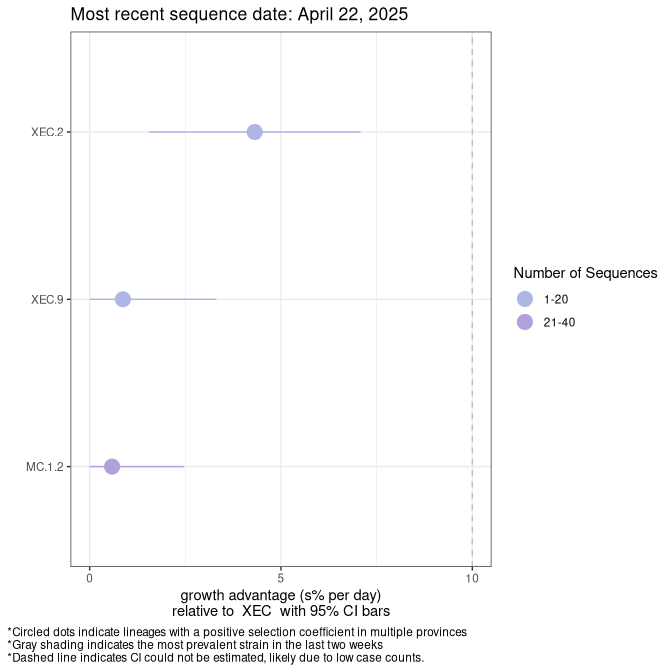 Most recent sequence date: April 22, 2025
XEC.2
XEC.9
MC.1.2
0
5
10
growth advantage (s% per day)
relative to  XEC  with 95% CI bars
Number of Sequences
1-20
21-40
*Circled dots indicate lineages with a positive selection coefficient in multiple provinces
*Gray shading indicates the most prevalent strain in the last two weeks
*Dashed line indicates CI could not be estimated, likely due to low case counts.